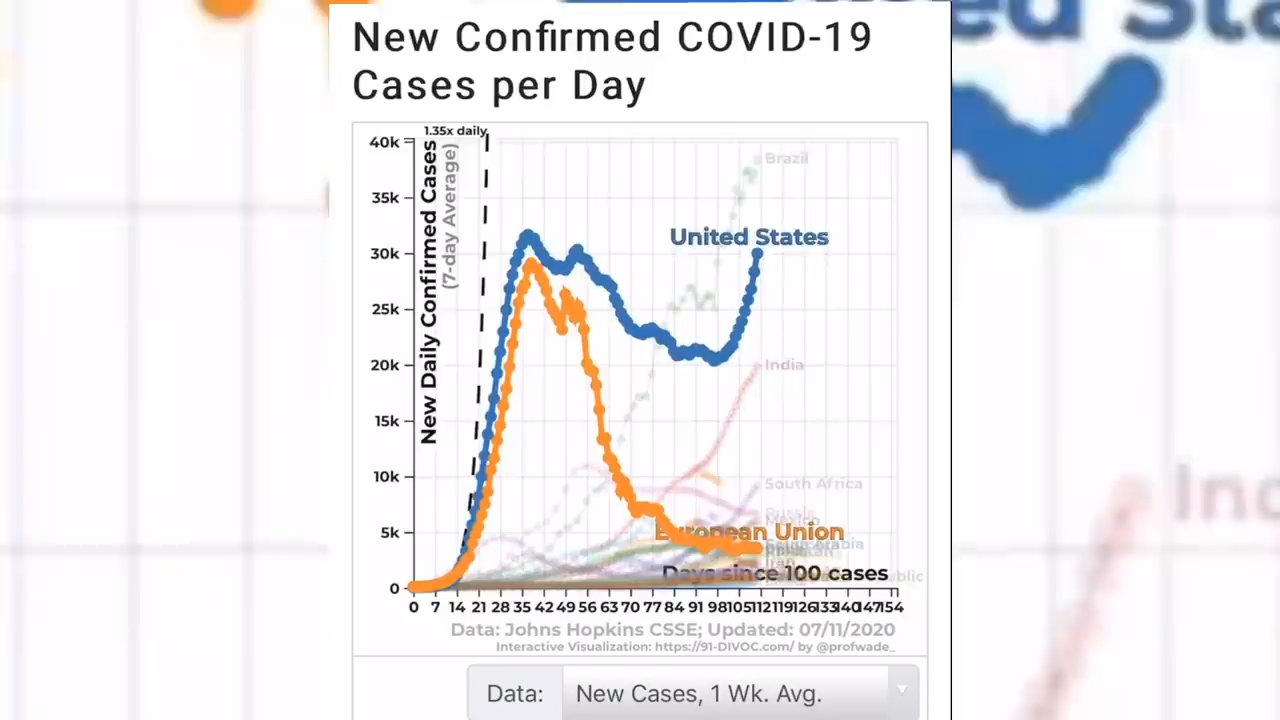 New Confirmed COVID-19
Cases per Day
1.35x daily
New Daily Confirmed Cases
(7-day Average)
40k
35k
30k
25k
20k
15k
10k
5k
0
Brazil
United States
India
South Africa
Russia
Mexico
European Union
Iran
Days since 100 cases
0 7 14 21 28 35 42 49 56 63 70 77 84 91 98 105 112 119 126 133 140 147 154
Data: Johns Hopkins CSSE; Updated: 07/11/2020
Interactive Visualization: https://91-DIVOC.com/ by @profwade_
Data: New Cases, 1 Wk. Avg.